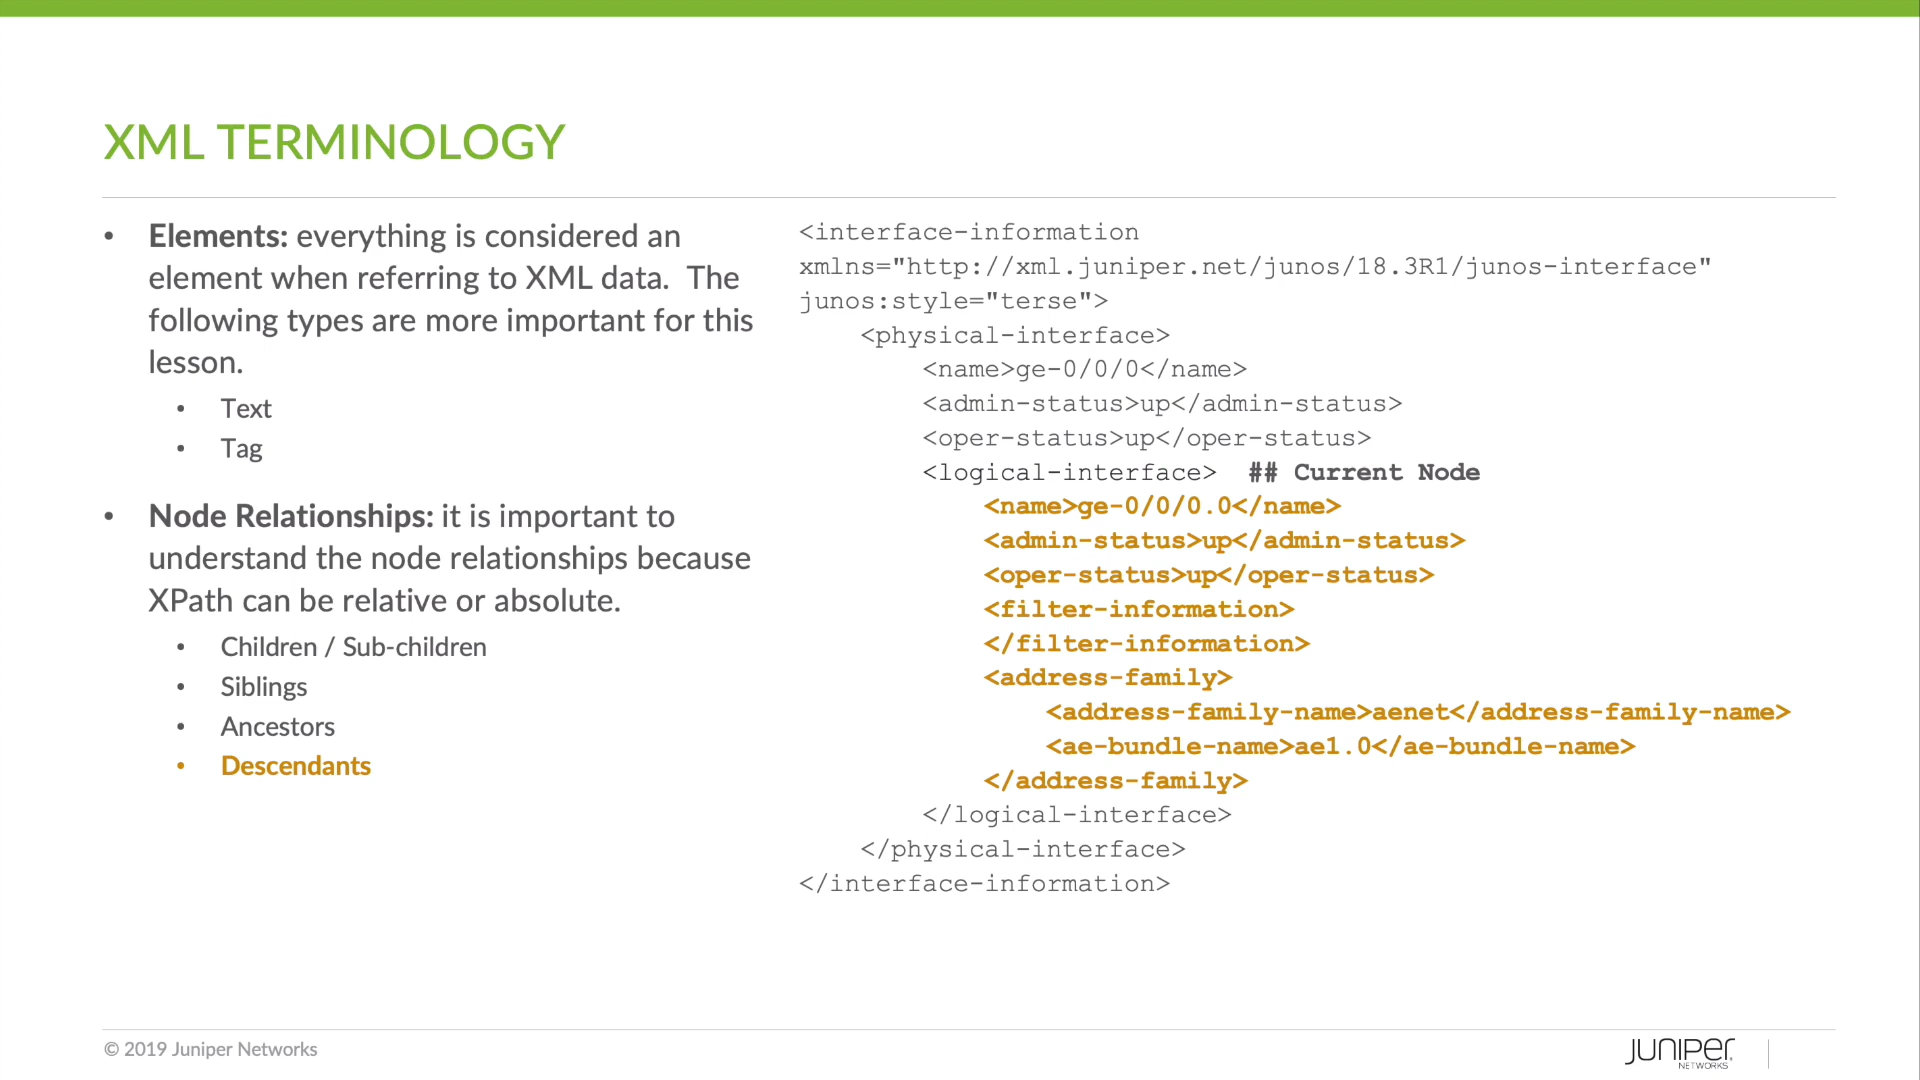 XML TERMINOLOGY
• Elements: everything is considered an
element when referring to XML data.  The
following types are more important for this
lesson.
• Text
• Tag
• Node Relationships: it is important to
understand the node relationships because
XPath can be relative or absolute.
• Children / Sub-children
• Siblings
• Ancestors
• Descendants
<interface-information
xmlns="http://xml.juniper.net/junos/18.3R1/junos-interface"
junos:style="terse">
    <physical-interface>
        <name>ge-0/0/0</name>
        <admin-status>up</admin-status>
        <oper-status>up</oper-status>
        <logical-interface>  ## Current Node
            <name>ge-0/0/0.0</name>
            <admin-status>up</admin-status>
            <oper-status>up</oper-status>
            <filter-information>
            </filter-information>
            <address-family>
                <address-family-name>aenet</address-family-name>
                <ae-bundle-name>ae1.0</ae-bundle-name>
            </address-family>
        </logical-interface>
    </physical-interface>
</interface-information>
© 2019 Juniper Networks
JUNIPEr
NETWORKS